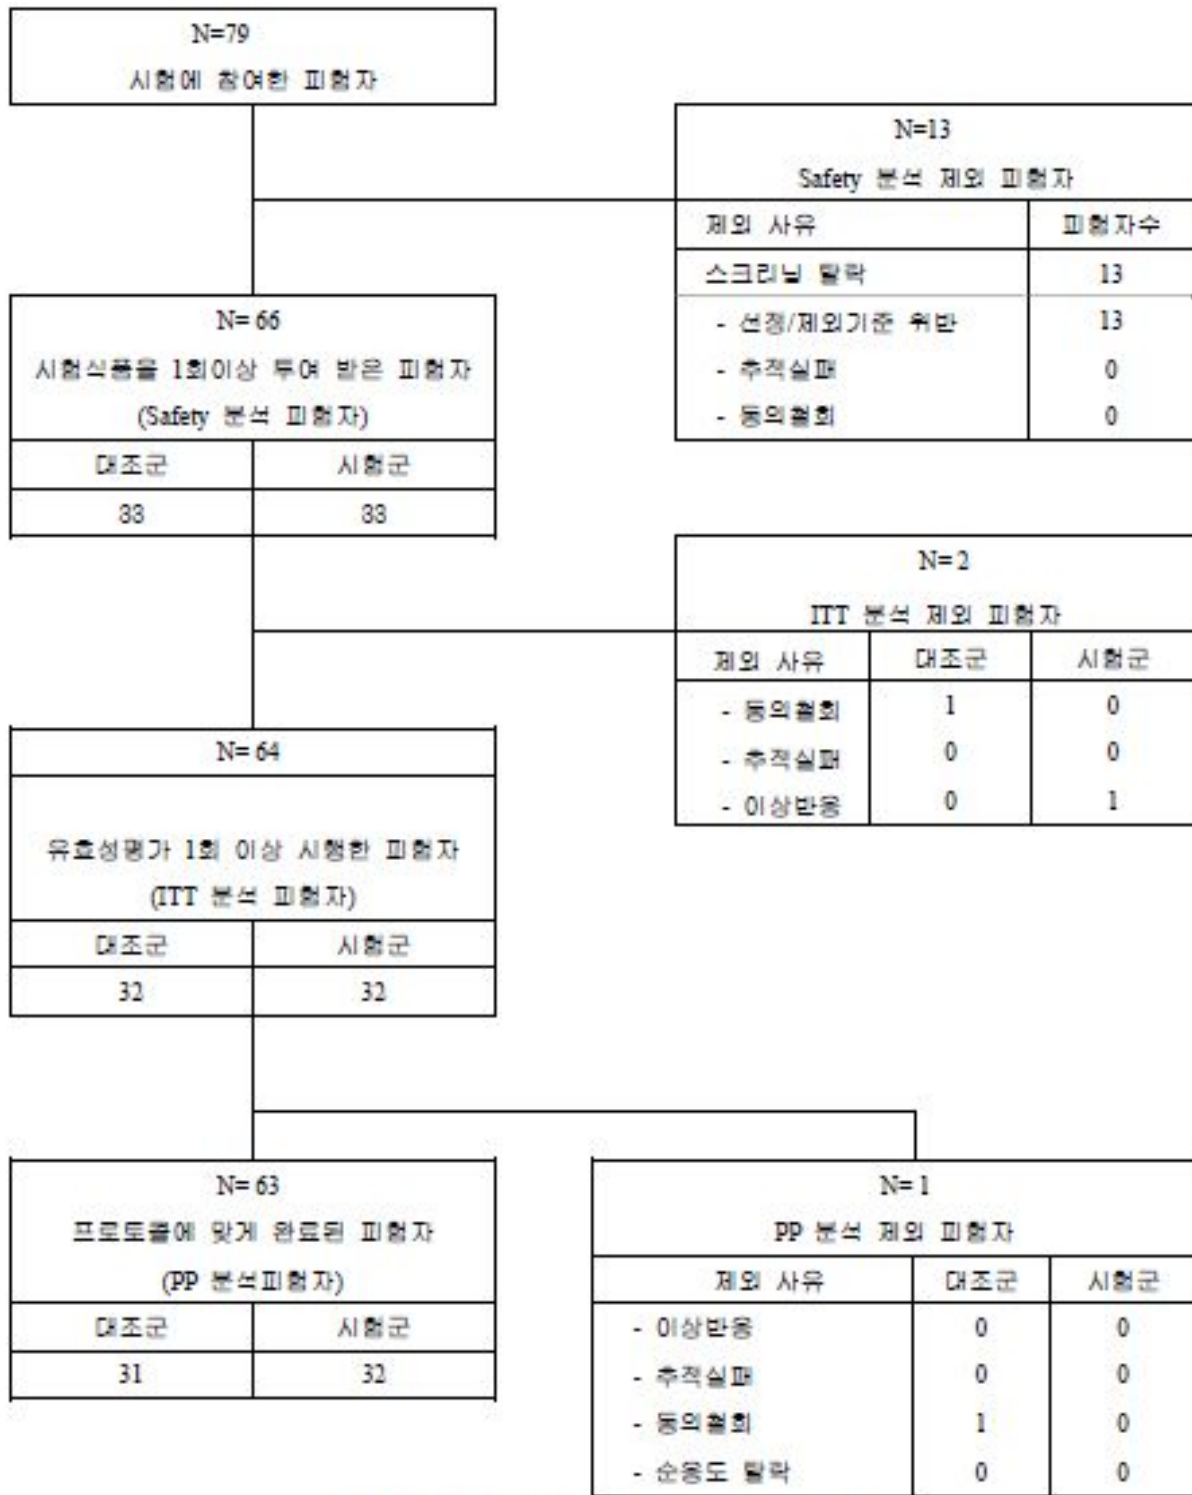 N=79
시험에 참여한 피험자
N=13
Safety 분석 제외 피험자
제외 사유 피험자수
스크리닝 탈락 13
- 선정/제외기준 위반 13
- 추적실패 0
- 동의철회 0
N= 66
시험식품을 1회이상 투여 받은 피험자
(Safety 분석 피험자)
대조군 시험군
33 33
N= 2
ITT 분석 제외 피험자
제외 사유 대조군 시험군
- 동의철회 1 0
- 추적실패 0 0
- 이상반응 0 1
N= 64
유효성평가 1회 이상 시행한 피험자
(ITT 분석 피험자)
대조군 시험군
32 32
N= 63
프로토콜에 맞게 완료된 피험자
(PP 분석피험자)
대조군 시험군
31 32
N= 1
PP 분석 제외 피험자
제외 사유 대조군 시험군
- 이상반응 0 0
- 추적실패 0 0
- 동의철회 1 0
- 순응도 탈락 0 0